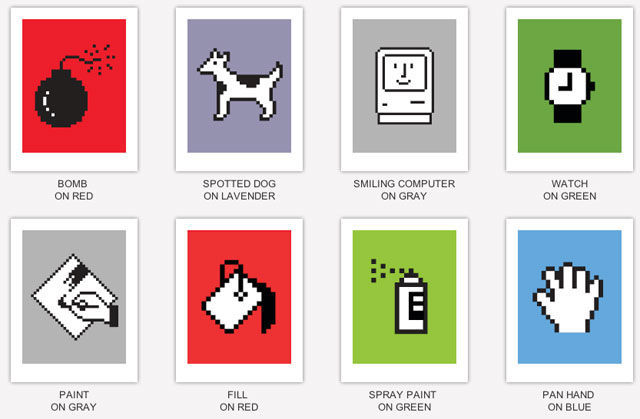 BOMB
ON RED
SPOTTED DOG
ON LAVENDER
SMILING COMPUTER
ON GRAY
WATCH
ON GREEN
PAINT
ON GRAY
FILL
ON RED
SPRAY PAINT
ON GREEN
PAN HAND
ON BLUE